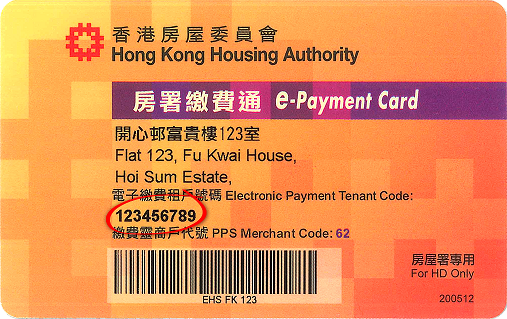 香港房屋委員會
Hong Kong Housing Authority
房署繳費通 e-Payment Card
開心邨富貴樓123室
Flat 123, Fu Kwai House,
Hoi Sum Estate,
電子繳費租戶號碼 Electronic Payment Tenant Code:
123456789
繳費靈商戶代號 PPS Merchant Code: 62
房屋署專用
For HD Only
EHS FK 123
200512